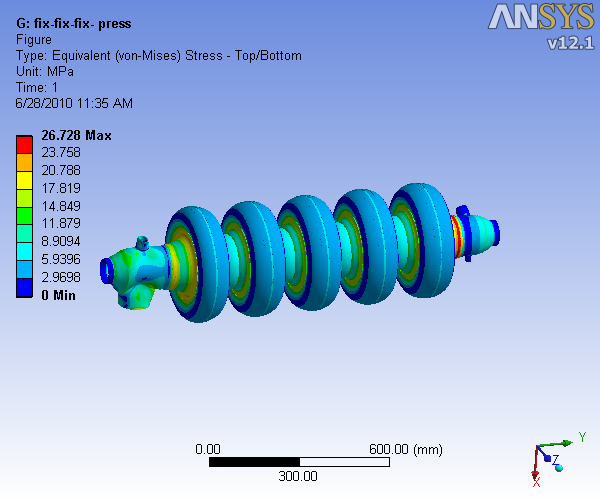 G: fix-fix-fix- press
Figure
Type: Equivalent (von-Mises) Stress - Top/Bottom
Unit: MPa
Time: 1
6/28/2010 11:35 AM
ANSYS
v12.1
26.728 Max
23.758
20.788
17.819
14.849
11.879
8.9094
5.9396
2.9698
0 Min
0.00 600.00 (mm)
300.00
Y
Z
X